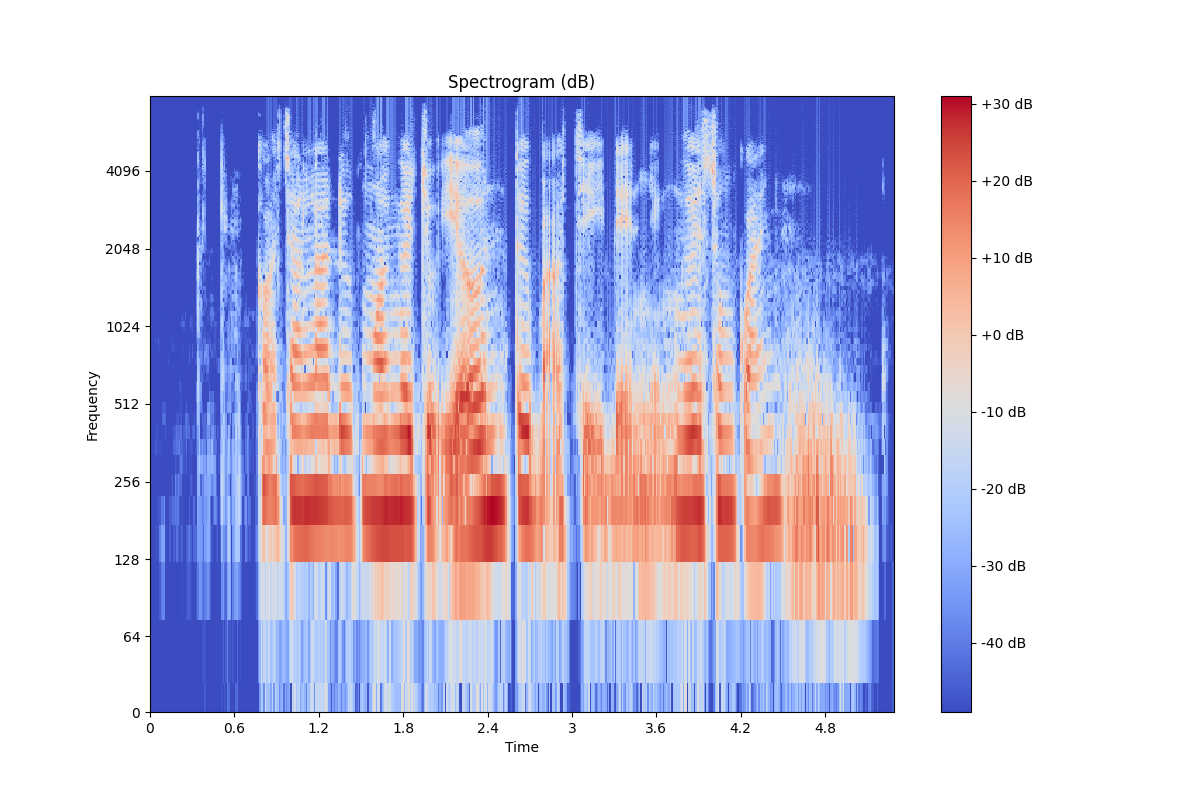 Spectrogram (dB)
Frequency
4096
2048
1024
512
256
128
64
0
0 0.6 1.2 1.8 2.4 3 3.6 4.2 4.8
Time
+30 dB
+20 dB
+10 dB
+0 dB
-10 dB
-20 dB
-30 dB
-40 dB